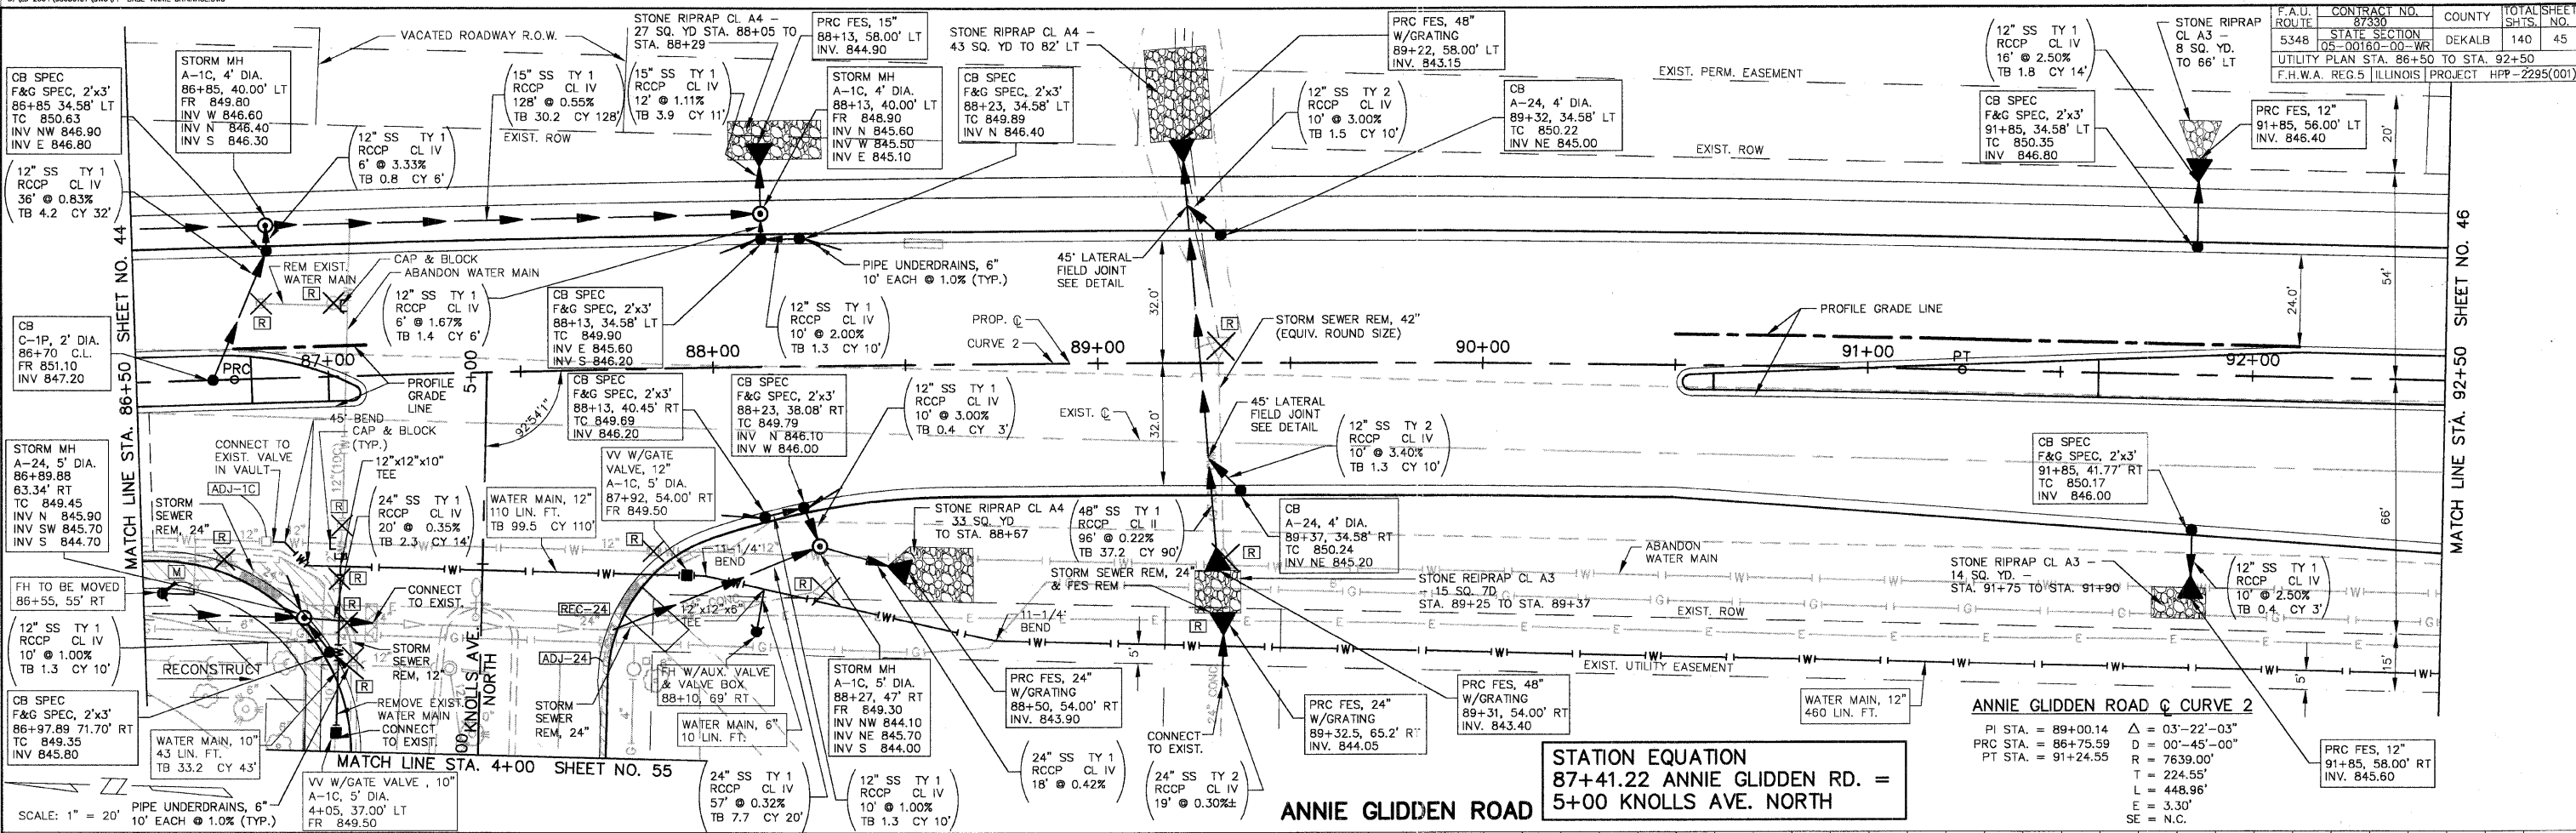 F.A.U. ROUTE
CONTRACT NO. 87330
COUNTY
TOTAL SHTS.
SHEET NO.
5348
STATE SECTION 05-00160-00-WR
DEKALB
140
45
UTILITY PLAN STA. 86+50 TO STA. 92+50
F.H.W.A. REG.5 ILLINOIS PROJECT HPP-2295(001)
VACATED ROADWAY R.O.W.
STONE RIPRAP CL A4 -
27 SQ. YD STA. 88+05 TO
STA. 88+29
PRC FES, 15"
88+13, 58.00' LT
INV. 844.90
STONE RIPRAP CL A4 -
43 SQ. YD TO 82' LT
PRC FES, 48"
W/GRATING
89+22, 58.00' LT
INV. 843.15
12" SS TY 1
RCCP CL IV
16' @ 2.50%
TB 1.8 CY 14'
STONE RIPRAP
CL A3 -
8 SQ. YD.
TO 66' LT
CB SPEC
F&G SPEC, 2'x3'
86+85 34.58' LT
TC 850.63
INV NW 846.90
INV E 846.80
STORM MH
A-1C, 4' DIA.
86+85, 40.00' LT
FR 849.80
INV W 846.60
INV N 846.40
INV S 846.30
12" SS TY 1
RCCP CL IV
6' @ 3.33%
TB 0.8 CY 6'
15" SS TY 1
RCCP CL IV
128' @ 0.55%
TB 30.2 CY 128'
15" SS TY 1
RCCP CL IV
12' @ 1.11%
TB 3.9 CY 11'
STORM MH
A-1C, 4' DIA.
88+13, 40.00' LT
FR 848.90
INV N 845.60
INV W 845.50
INV E 845.10
CB SPEC
F&G SPEC, 2'x3'
88+23, 34.58' LT
TC 849.89
INV N 846.40
12" SS TY 2
RCCP CL IV
10' @ 3.00%
TB 1.5 CY 10'
CB
A-24, 4' DIA.
89+32, 34.58' LT
TC 850.22
INV NE 845.00
EXIST. PERM. EASEMENT
EXIST. ROW
EXIST. ROW
CB SPEC
F&G SPEC, 2'x3'
91+85, 34.58' LT
TC 850.35
INV 846.80
PRC FES, 12"
91+85, 56.00' LT
INV. 846.40
20'
12" SS TY 1
RCCP CL IV
36' @ 0.83%
TB 4.2 CY 32'
MATCH LINE STA. 86+50 SHEET NO. 44
REM EXIST.
WATER MAIN
R
R
CAP & BLOCK
ABANDON WATER MAIN
12" SS TY 1
RCCP CL IV
6' @ 1.67%
TB 1.4 CY 6'
CB SPEC
F&G SPEC, 2'x3'
88+13, 34.58' LT
TC 849.90
INV E 845.60
INV S 846.20
PIPE UNDERDRAINS, 6"
10' EACH @ 1.0% (TYP.)
12" SS TY 1
RCCP CL IV
10' @ 2.00%
TB 1.3 CY 10'
45° LATERAL
FIELD JOINT
SEE DETAIL
32.0'
R
STORM SEWER REM, 42"
(EQUIV. ROUND SIZE)
PROFILE GRADE LINE
24.0'
54'
MATCH LINE STA. 92+50 SHEET NO. 46
CB
C-1P, 2' DIA.
86+70 C.L.
FR 851.10
INV 847.20
PRC
87+00
88+00
PROP. ℄
CURVE 2
89+00
90+00
91+00
PT
92+00
PROFILE
GRADE
LINE
5+00
92°54'1"
45° BEND
CAP & BLOCK
(TYP.)
CB SPEC
F&G SPEC, 2'x3'
88+13, 40.45' RT
TC 849.69
INV 846.20
CB SPEC
F&G SPEC, 2'x3'
88+23, 38.08' RT
TC 849.79
INV N 846.10
INV W 846.00
12" SS TY 1
RCCP CL IV
10' @ 3.00%
TB 0.4 CY 3'
EXIST. ℄
32.0'
45° LATERAL
FIELD JOINT
SEE DETAIL
12" SS TY 2
RCCP CL IV
10' @ 3.40%
TB 1.3 CY 10'
CB SPEC
F&G SPEC, 2'x3'
91+85, 41.77' RT
TC 850.17
INV 846.00
66'
STORM MH
A-24, 5' DIA.
86+89.88
63.34' RT
TC 849.45
INV N 845.90
INV SW 845.70
INV S 844.70
CONNECT TO
EXIST. VALVE
IN VAULT
ADJ-1C
STORM
SEWER
REM, 24"
12"x12"x10"
TEE
24" SS TY 1
RCCP CL IV
20' @ 0.35%
TB 2.3 CY 14'
WATER MAIN, 12"
110 LIN. FT.
TB 99.5 CY 110'
VV W/GATE
VALVE, 12"
A-1C, 5' DIA.
87+92, 54.00' RT
FR 849.50
STONE RIPRAP CL A4
- 33 SQ. YD
TO STA. 88+67
48" SS TY 1
RCCP CL II
96' @ 0.22%
TB 37.2 CY 90'
CB
A-24, 4' DIA.
89+37, 34.58' RT
TC 850.24
INV NE 845.20
FH TO BE MOVED
86+55, 55' RT
M
CONNECT
TO EXIST.
11-1/4° BEND
12"x12"x6"
TEE
STORM SEWER REM, 24"
& FES REM
11-1/4°
BEND
STONE REIPRAP CL A3
- 15 SQ. 7D
STA. 89+25 TO STA. 89+37
ABANDON
WATER MAIN
EXIST. ROW
STONE RIPRAP CL A3 -
14 SQ. YD. -
STA. 91+75 TO STA. 91+90
12" SS TY 1
RCCP CL IV
10' @ 2.50%
TB 0.4 CY 3'
12" SS TY 1
RCCP CL IV
10' @ 1.00%
TB 1.3 CY 10'
RECONSTRUCT
STORM
SEWER
REM, 12"
REC-24
ADJ-24
KNOLLS AVE.
NORTH
CB SPEC
F&G SPEC, 2'x3'
86+97.89 71.70' RT
TC 849.35
INV 845.80
REMOVE EXIST.
WATER MAIN
CONNECT
TO EXIST.
WATER MAIN, 10"
43 LIN. FT.
TB 33.2 CY 43'
STORM
SEWER
REM, 24"
FH W/AUX. VALVE
& VALVE BOX
88+10, 69' RT
WATER MAIN, 6"
10 LIN. FT.
STORM MH
A-1C, 5' DIA.
88+27, 47' RT
FR 849.30
INV NW 844.10
INV NE 845.70
INV S 844.00
PRC FES, 24"
W/GRATING
88+50, 54.00' RT
INV. 843.90
5'
24" CONC.
CONNECT
TO EXIST.
PRC FES, 24"
W/GRATING
89+32.5, 65.2' RT
INV. 844.05
PRC FES, 48"
W/GRATING
89+31, 54.00' RT
INV. 843.40
EXIST. UTILITY EASEMENT
WATER MAIN, 12"
460 LIN. FT.
15'
5'
MATCH LINE STA. 4+00 SHEET NO. 55
SCALE: 1" = 20'
PIPE UNDERDRAINS, 6"
10' EACH @ 1.0% (TYP.)
VV W/GATE VALVE , 10"
A-1C, 5' DIA.
4+05, 37.00' LT
FR 849.50
24" SS TY 1
RCCP CL IV
57' @ 0.32%
TB 7.7 CY 20'
12" SS TY 1
RCCP CL IV
10' @ 1.00%
TB 1.3 CY 10'
24" SS TY 1
RCCP CL IV
18' @ 0.42%
24" SS TY 2
RCCP CL IV
19' @ 0.30%±
ANNIE GLIDDEN ROAD
STATION EQUATION
87+41.22 ANNIE GLIDDEN RD. =
5+00 KNOLLS AVE. NORTH
ANNIE GLIDDEN ROAD ℄ CURVE 2
PI STA. = 89+00.14
PRC STA. = 86+75.59
PT STA. = 91+24.55
Δ = 03°-22'-03"
D = 00°-45'-00"
R = 7639.00'
T = 224.55'
L = 448.96'
E = 3.30'
SE = N.C.
PRC FES, 12"
91+85, 58.00' RT
INV. 845.60